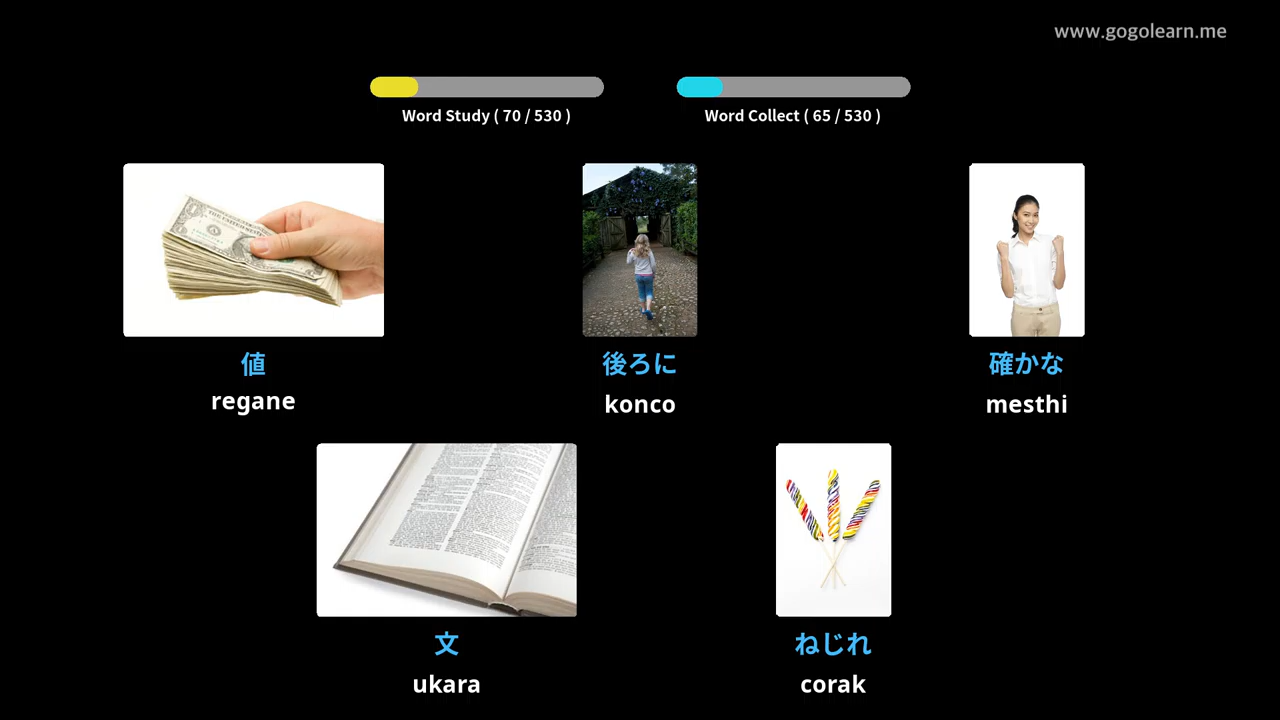 www.gogolearn.me
Word Study ( 70 / 530 )
Word Collect ( 65 / 530 )
値
regane
後ろに
konco
確かな
mesthi
文
ukara
ねじれ
corak